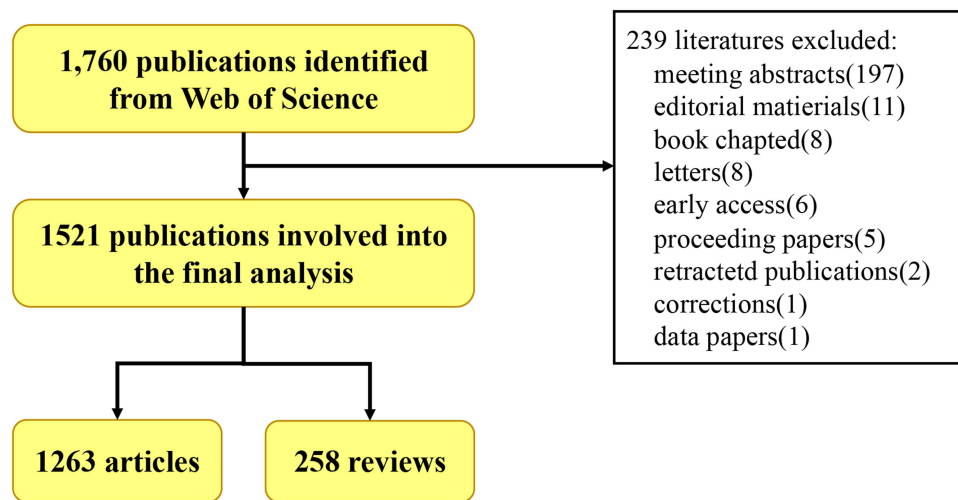 1,760 publications identified
from Web of Science
239 literatures excluded:
meeting abstracts(197)
editorial matierials(11)
book chapted(8)
letters(8)
early access(6)
proceeding papers(5)
retractetd publications(2)
corrections(1)
data papers(1)
1521 publications involved into
the final analysis
1263 articles
258 reviews